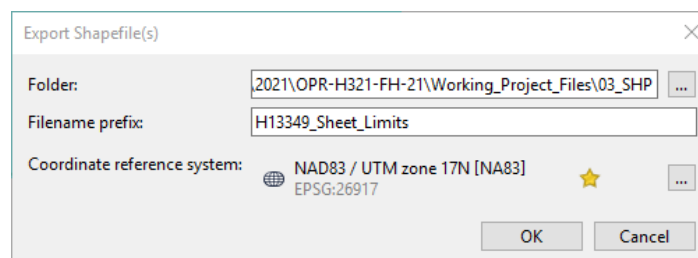 Export Shapefile(s)
Folder:
.2021\OPR-H321-FH-21\Working_Project_Files\03_SHP
...
Filename prefix:
H13349_Sheet_Limits
Coordinate reference system:
NAD83 / UTM zone 17N [NA83]
EPSG:26917
...
OK
Cancel